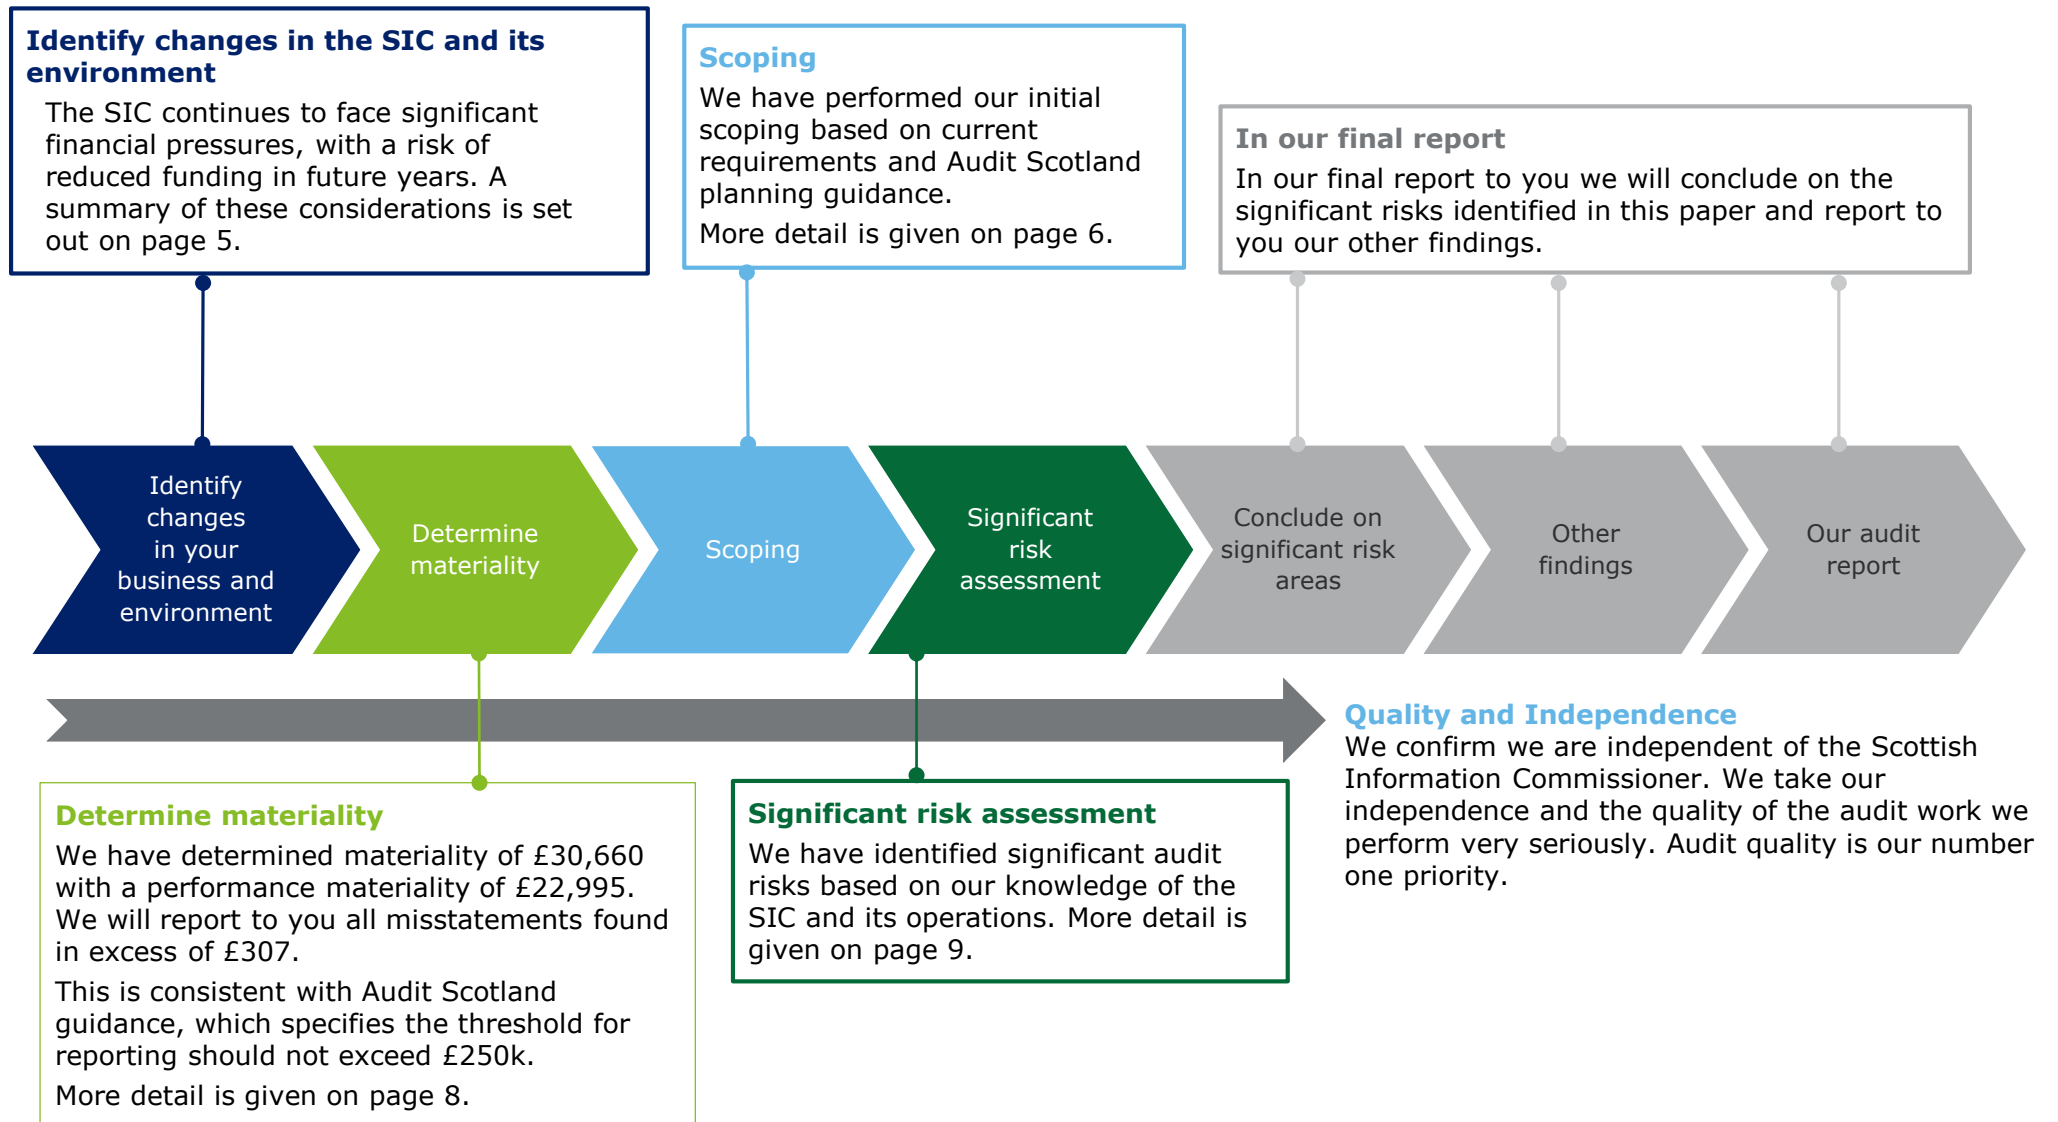 Identify changes in the SIC and its
environment
The SIC continues to face significant
financial pressures, with a risk of
reduced funding in future years. A
summary of these considerations is set
out on page 5.
Scoping
We have performed our initial
scoping based on current
requirements and Audit Scotland
planning guidance.
More detail is given on page 6.
In our final report
In our final report to you we will conclude on the
significant risks identified in this paper and report to
you our other findings.
Identify
changes
in your
business and
environment
Determine
materiality
Scoping
Significant
risk
assessment
Conclude on
significant risk
areas
Other
findings
Our audit
report
Determine materiality
We have determined materiality of £30,660
with a performance materiality of £22,995.
We will report to you all misstatements found
in excess of £307.
This is consistent with Audit Scotland
guidance, which specifies the threshold for
reporting should not exceed £250k.
More detail is given on page 8.
Significant risk assessment
We have identified significant audit
risks based on our knowledge of the
SIC and its operations. More detail is
given on page 9.
Quality and Independence
We confirm we are independent of the Scottish
Information Commissioner. We take our
independence and the quality of the audit work we
perform very seriously. Audit quality is our number
one priority.